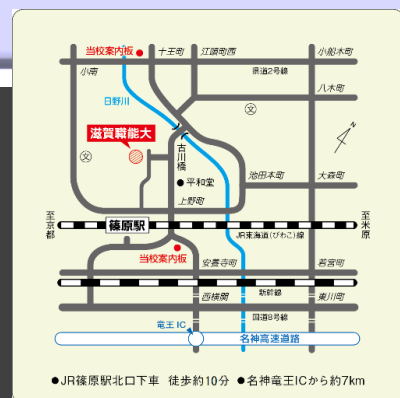 当校案内板
十王町
江頭町西
小船木町
小南
県道2号線
八木町
日野川
文
滋賀職能大
古川橋
文
平和堂
池田本町
大森町
上野町
至京都
篠原駅
JR東海道(びわこ)線
至米原
当校案内板
安養寺町
若宮町
新幹線
西横関
東川町
国道8号線
竜王IC
名神高速道路
●JR篠原駅北口下車 徒歩約10分 ●名神竜王ICから約7km